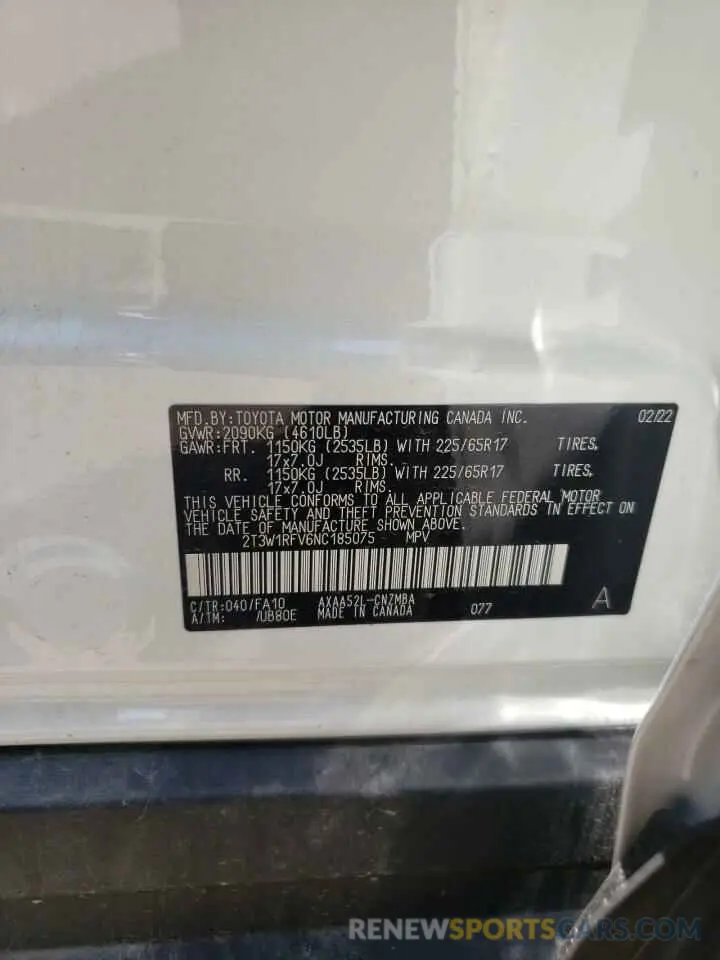 MFD.BY:TOYOTA MOTOR MANUFACTURING CANADA INC. 02/22
GVWR:2090KG (4610LB)
GAWR:FRT. 1150KG (2535LB) WITH 225/65R17 TIRES,
17x7.0J RIMS.
RR. 1150KG (2535LB) WITH 225/65R17 TIRES,
17x7.0J RIMS.
THIS VEHICLE CONFORMS TO ALL APPLICABLE FEDERAL MOTOR
VEHICLE SAFETY AND THEFT PREVENTION STANDARDS IN EFFECT ON
THE DATE OF MANUFACTURE SHOWN ABOVE.
2T3W1RFV6NC185075 MPV
C/TR:040/FA10 AXAA52L-CNZMBA
A/TM: /UB80E MADE IN CANADA 077 A
RENEWSPORTSCARS.COM